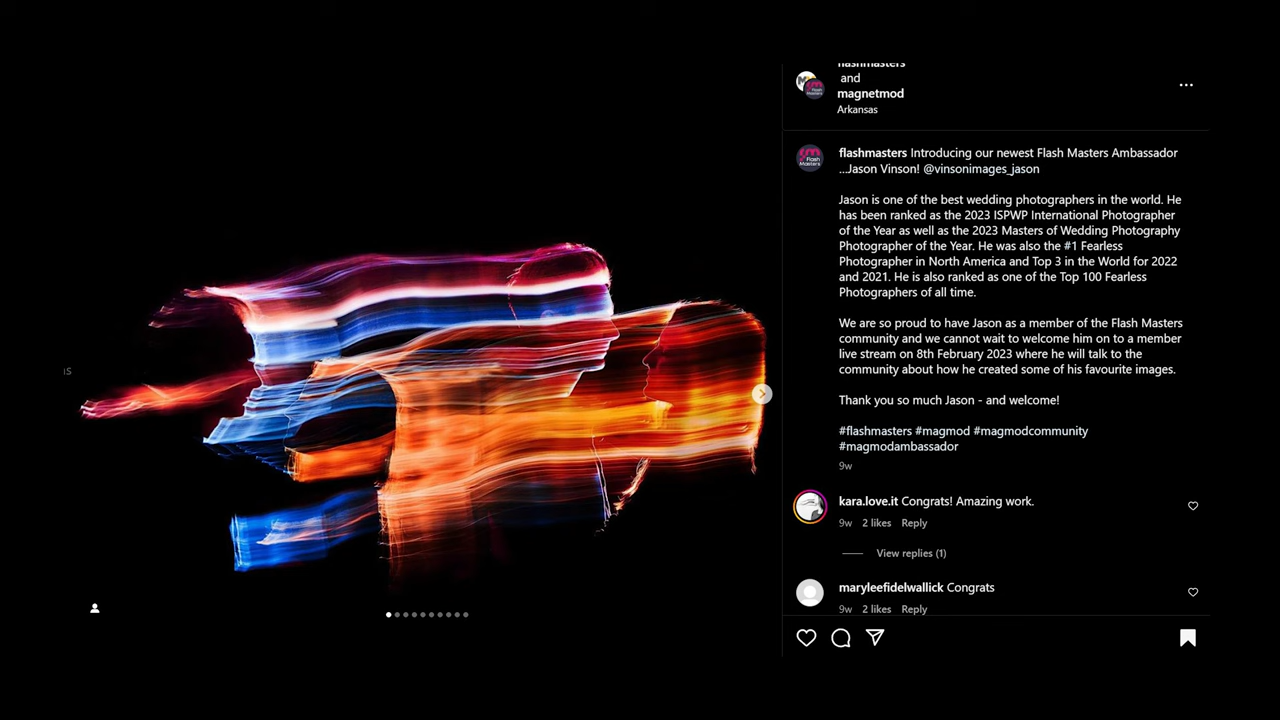 flashmasters
and
magnetmod
Arkansas
flashmasters Introducing our newest Flash Masters Ambassador
...Jason Vinson! @vinsonimages_jason
Jason is one of the best wedding photographers in the world. He
has been ranked as the 2023 ISPWP International Photographer
of the Year as well as the 2023 Masters of Wedding Photography
Photographer of the Year. He was also the #1 Fearless
Photographer in North America and Top 3 in the World for 2022
and 2021. He is also ranked as one of the Top 100 Fearless
Photographers of all time.
We are so proud to have Jason as a member of the Flash Masters
community and we cannot wait to welcome him on to a member
live stream on 8th February 2023 where he will talk to the
community about how he created some of his favourite images.
Thank you so much Jason - and welcome!
#flashmasters #magmod #magmodcommunity
#magmodambassador
9w
kara.love.it Congrats! Amazing work.
9w 2 likes Reply
View replies (1)
maryleefidelwallick Congrats
9w 2 likes Reply